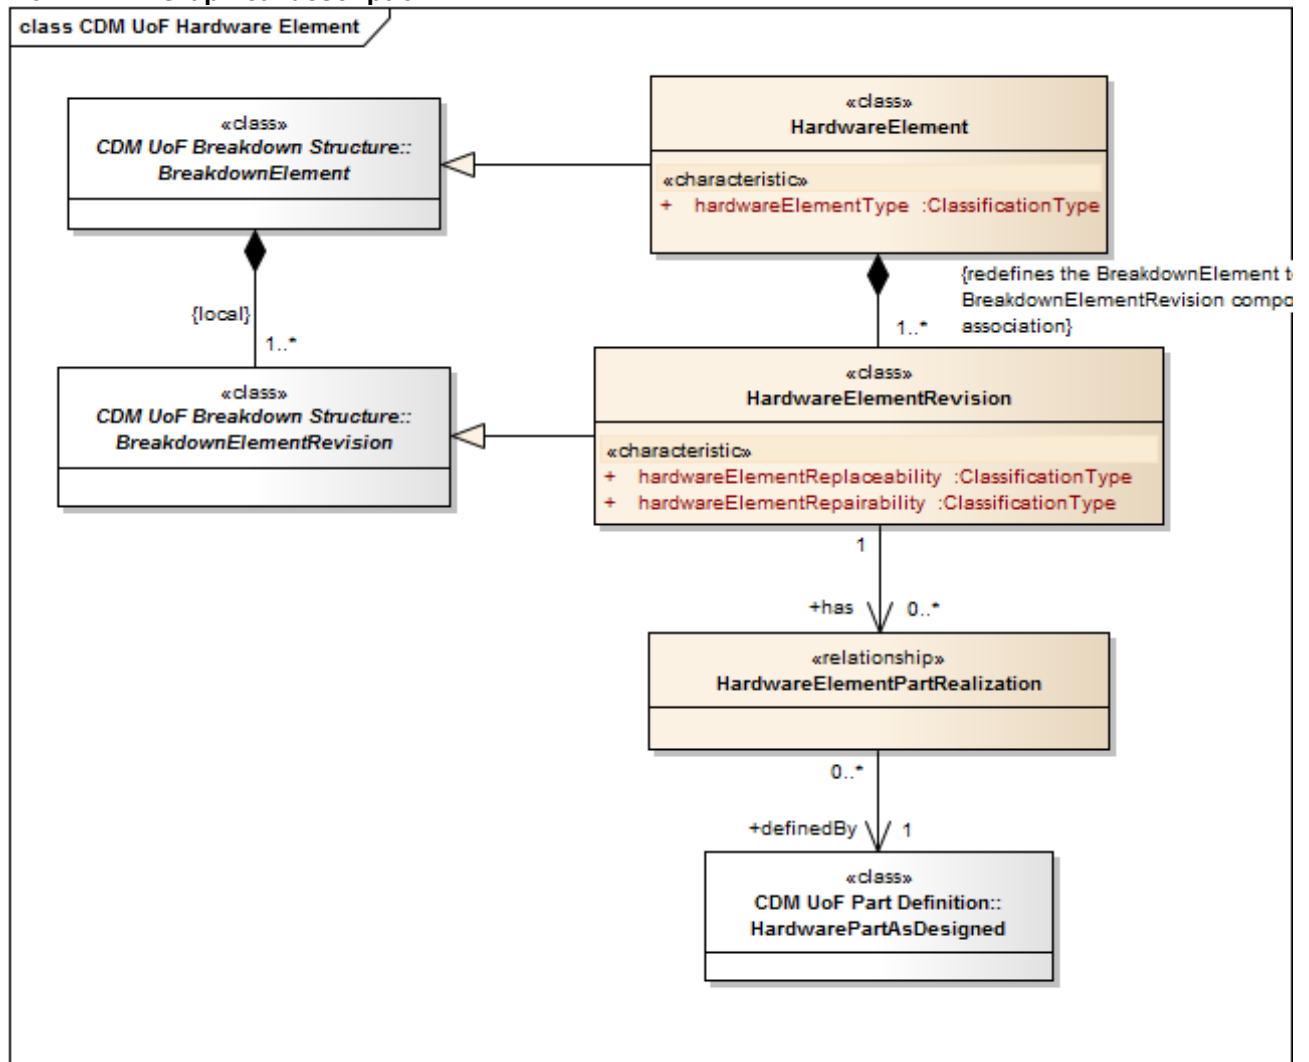 class CDM UoF Hardware Element
«class»
CDM UoF Breakdown Structure::
BreakdownElement
«class»
HardwareElement
«characteristic»
+ hardwareElementType :ClassificationType
{local}
1..*
{redefines the BreakdownElement
BreakdownElementRevision
association}
1..*
«class»
CDM UoF Breakdown Structure::
BreakdownElementRevision
«class»
HardwareElementRevision
«characteristic»
+ hardwareElementReplaceability :ClassificationType
+ hardwareElementRepairability :ClassificationType
1
+has 0..*
«relationship»
HardwareElementPartRealization
0..*
+definedBy 1
«class»
CDM UoF Part Definition::
HardwarePartAsDesigned